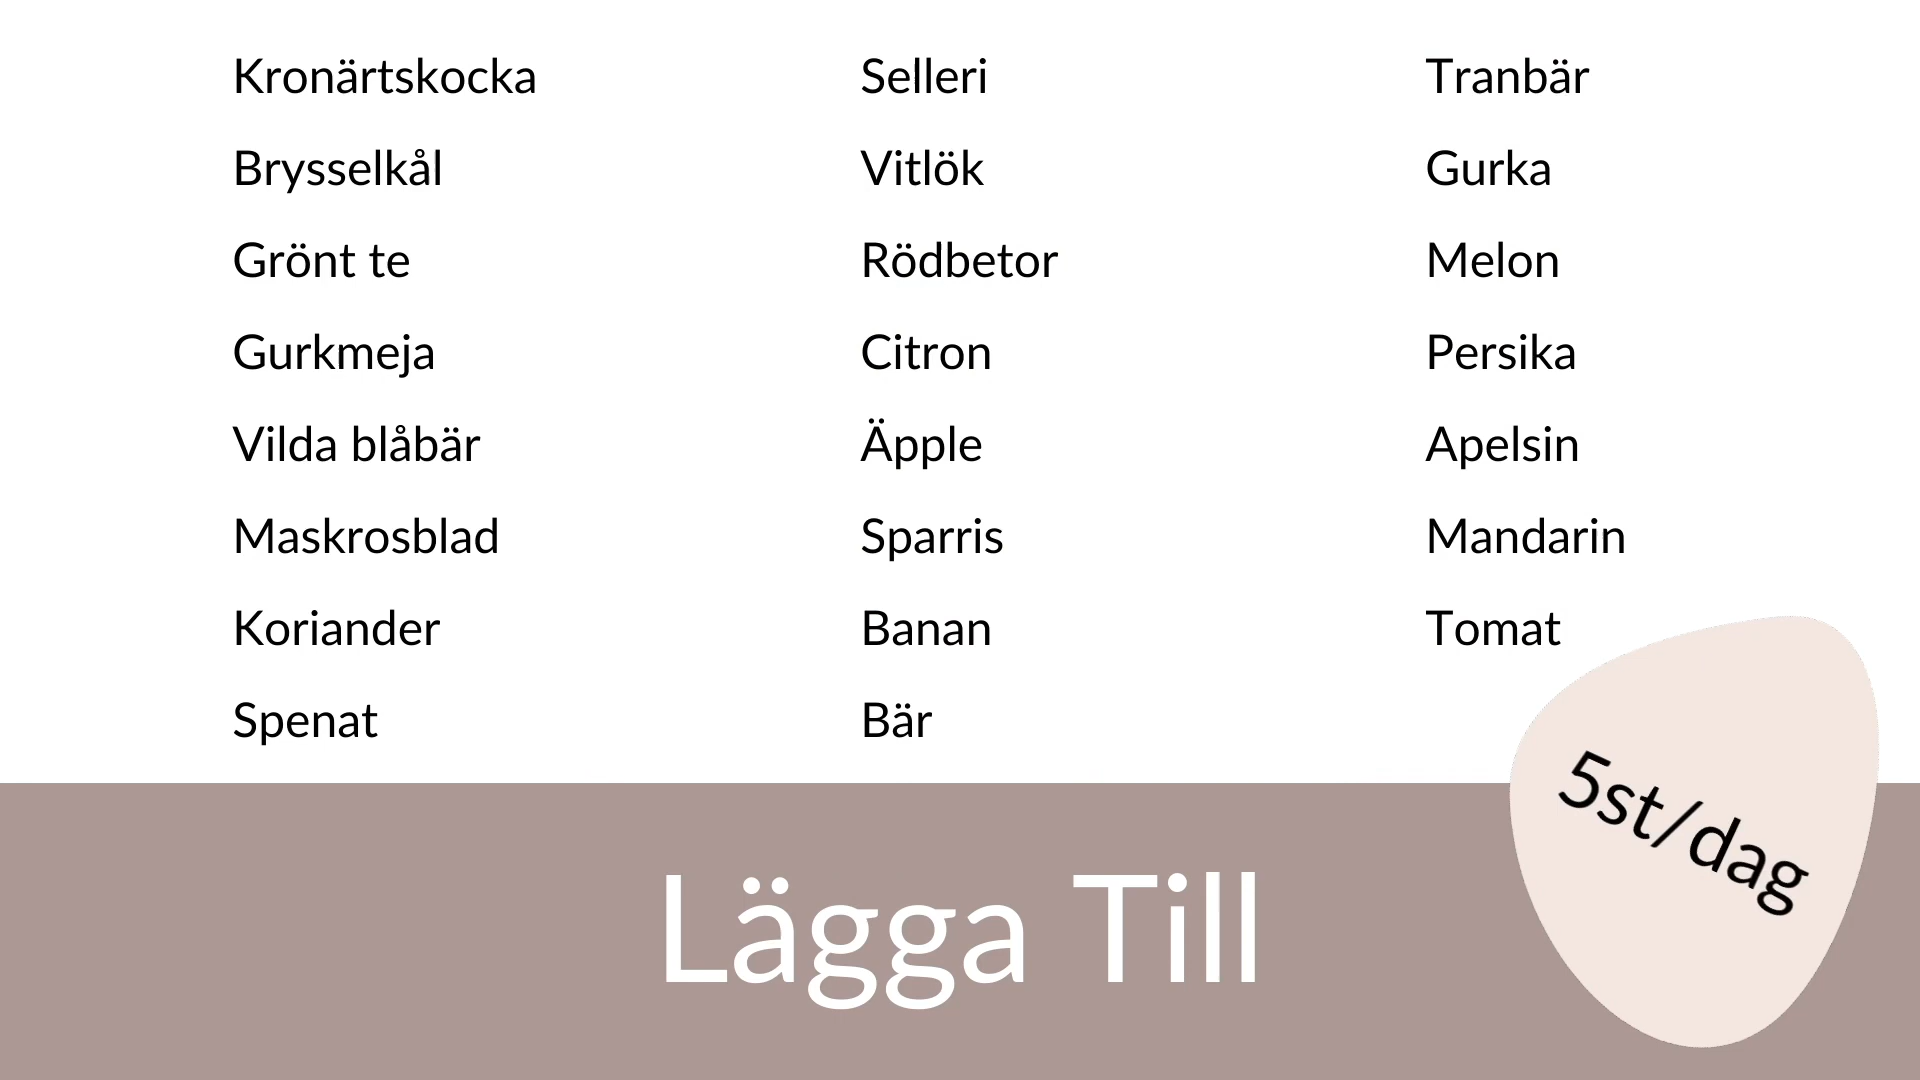 Kronärtskocka
Brysselkål
Grönt te
Gurkmeja
Vilda blåbär
Maskrosblad
Koriander
Spenat
Selleri
Vitlök
Rödbetor
Citron
Äpple
Sparris
Banan
Bär
Tranbär
Gurka
Melon
Persika
Apelsin
Mandarin
Tomat
5st/dag
Lägga Till